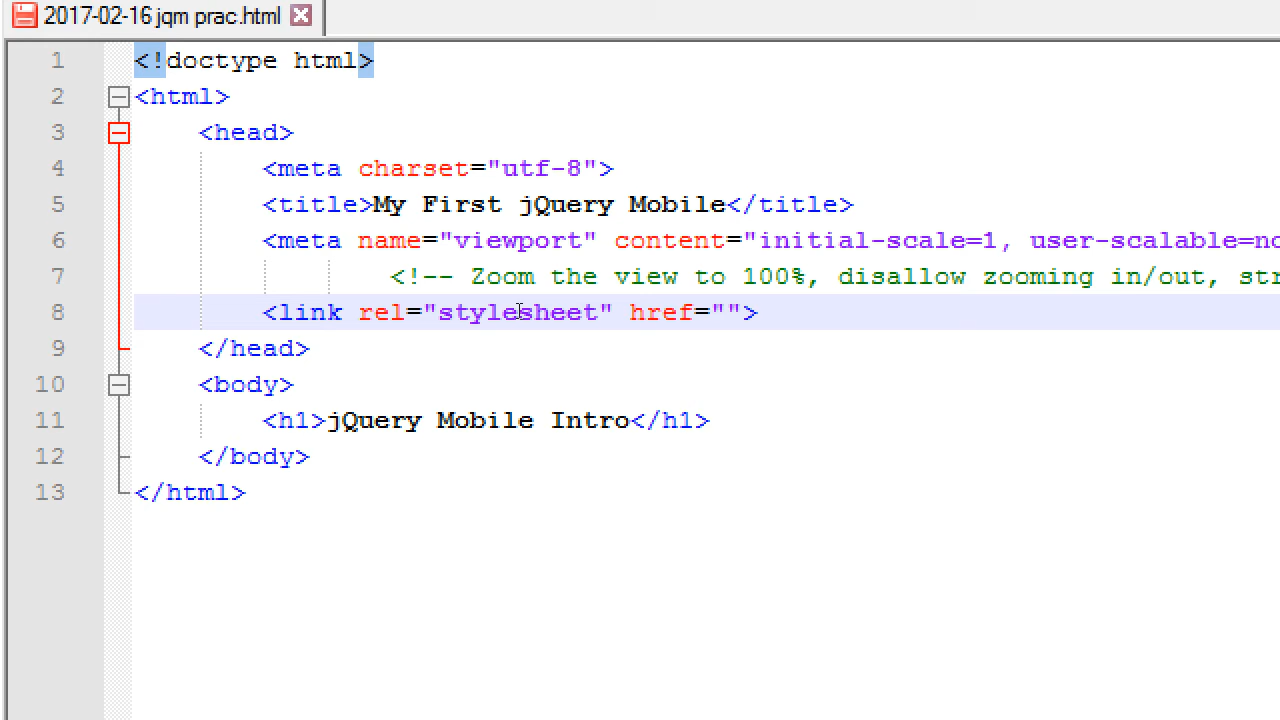 2017-02-16 jqm prac.html
1 <!doctype html>
2 <html>
3 <head>
4 <meta charset="utf-8">
5 <title>My First jQuery Mobile</title>
6 <meta name="viewport" content="initial-scale=1, user-scalable=no
7 <!-- Zoom the view to 100%, disallow zooming in/out, str
8 <link rel="stylesheet" href="">
9 </head>
10 <body>
11 <h1>jQuery Mobile Intro</h1>
12 </body>
13 </html>